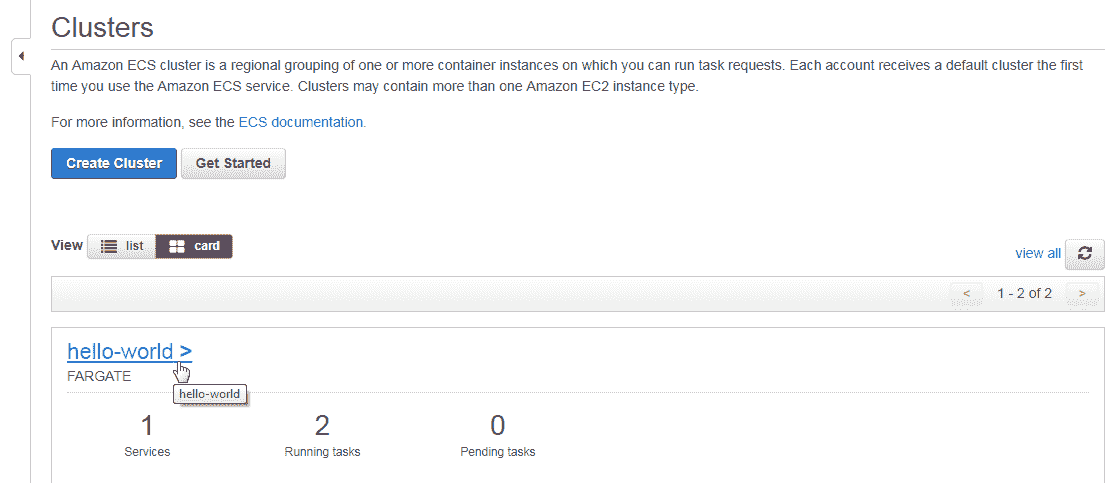 Clusters
An Amazon ECS cluster is a regional grouping of one or more container instances on which you can run task requests. Each account receives a default cluster the first
time you use the Amazon ECS service. Clusters may contain more than one Amazon EC2 instance type.
For more information, see the ECS documentation.
Create Cluster Get Started
View list card
view all
< 1 - 2 of 2 >
hello-world >
FARGATE
hello-world
1 2 0
Services Running tasks Pending tasks